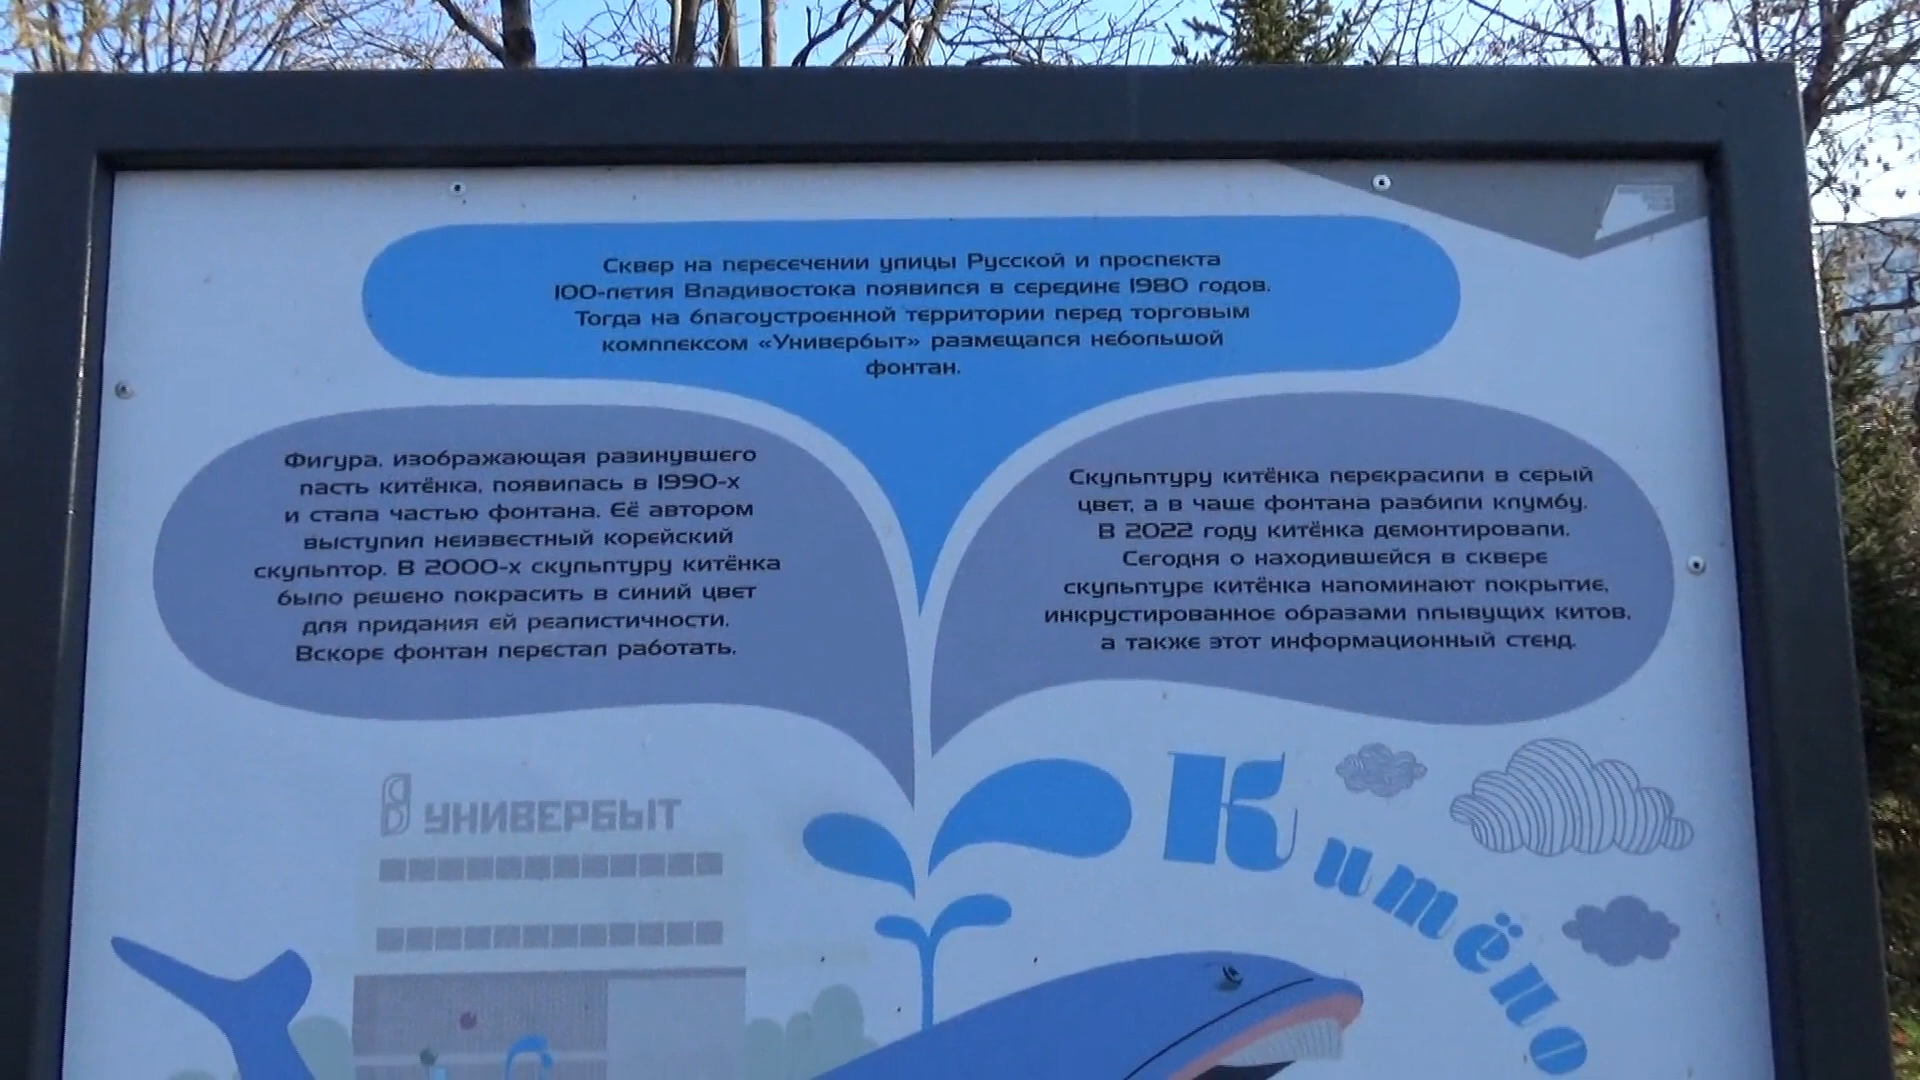 Сквер на пересечении улицы Русской и проспекта
100-летия Владивостока появился в середине 1980 годов.
Тогда на благоустроенной территории перед торговым
комплексом «Универбыт» размещался небольшой
фонтан.
Фигура, изображающая разинувшего
пасть китёнка, появилась в 1990-х
и стала частью фонтана. Её автором
выступил неизвестный корейский
скульптор. В 2000-х скульптуру китёнка
было решено покрасить в синий цвет
для придания ей реалистичности.
Вскоре фонтан перестал работать.
Скульптуру китёнка перекрасили в серый
цвет, а в чаше фонтана разбили клумбу.
В 2022 году китёнка демонтировали.
Сегодня о находившейся в сквере
скульптуре китёнка напоминают покрытие,
инкрустированное образами плывущих китов,
а также этот информационный стенд.
УНИВЕРБЫТ
Китёно